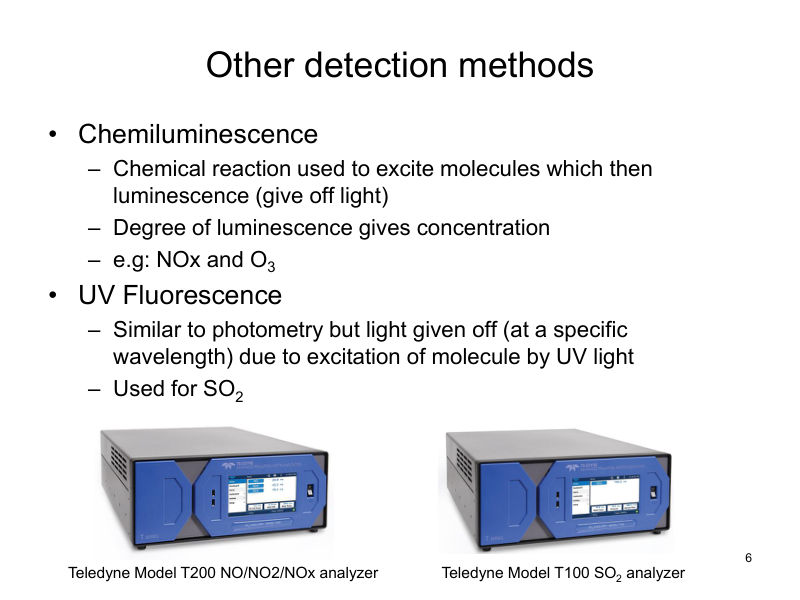 Other detection methods
• Chemiluminescence
– Chemical reaction used to excite molecules which then
luminescence (give off light)
– Degree of luminescence gives concentration
– e.g: NOx and O3
• UV Fluorescence
– Similar to photometry but light given off (at a specific
wavelength) due to excitation of molecule by UV light
– Used for SO2
TELEDYNE
TELEDYNE
6
Teledyne Model T200 NO/NO2/NOx analyzer
Teledyne Model T100 SO2 analyzer